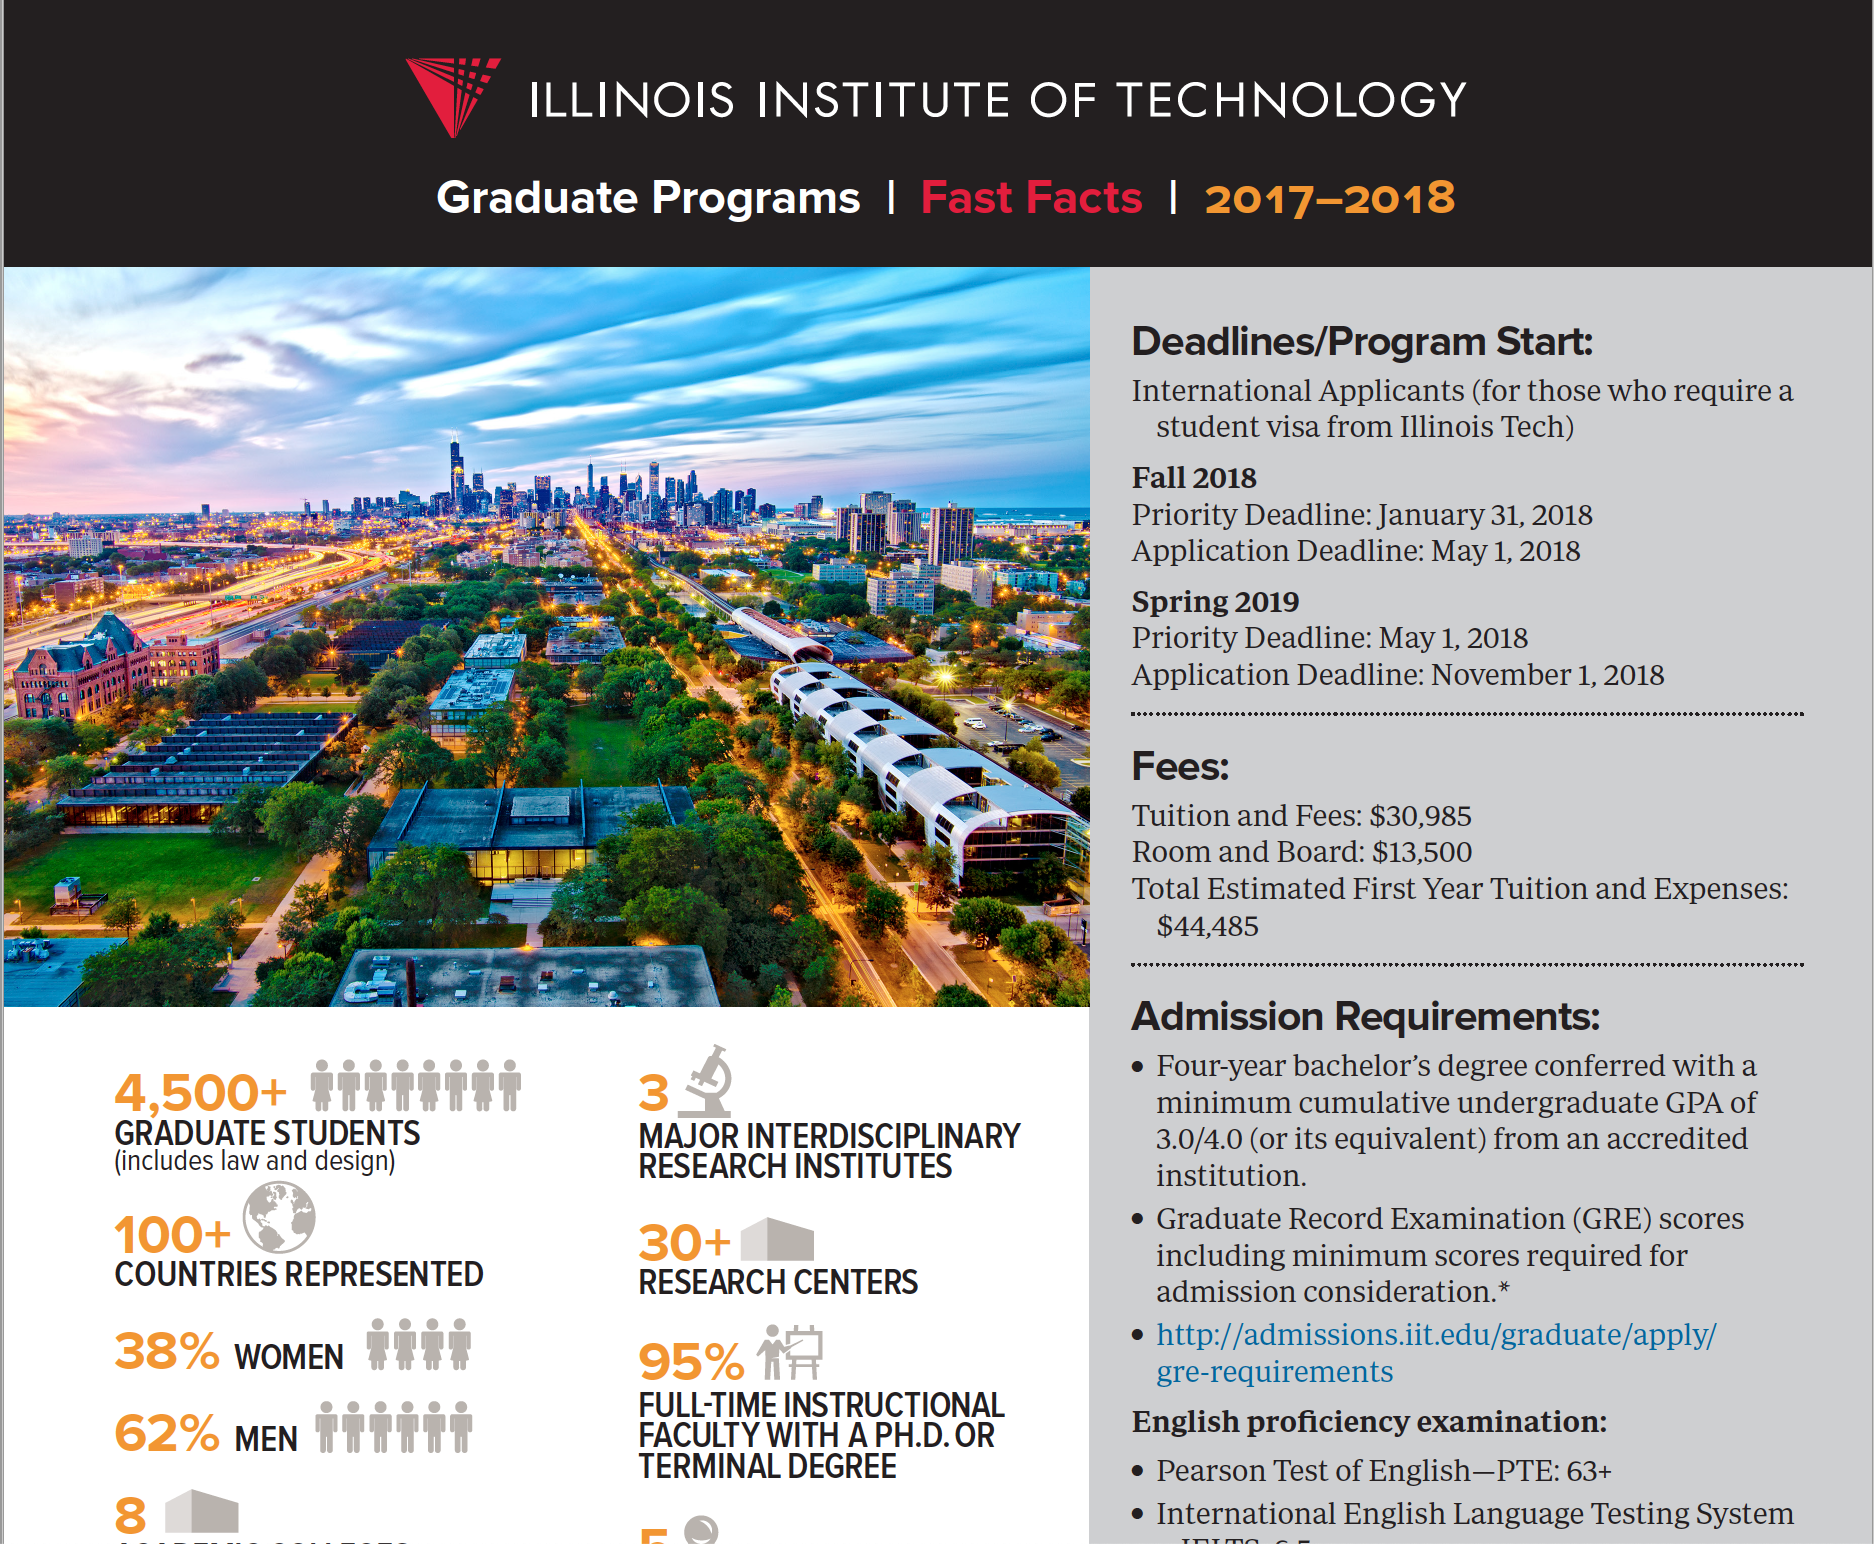 ILLINOIS INSTITUTE OF TECHNOLOGY
Graduate Programs | Fast Facts | 2017–2018
4,500+
GRADUATE STUDENTS
(includes law and design)
100+
COUNTRIES REPRESENTED
38% WOMEN
62% MEN
8
3
MAJOR INTERDISCIPLINARY
RESEARCH INSTITUTES
30+
RESEARCH CENTERS
95%
FULL-TIME INSTRUCTIONAL
FACULTY WITH A PH.D. OR
TERMINAL DEGREE
5
Deadlines/Program Start:
International Applicants (for those who require a
student visa from Illinois Tech)
Fall 2018
Priority Deadline: January 31, 2018
Application Deadline: May 1, 2018
Spring 2019
Priority Deadline: May 1, 2018
Application Deadline: November 1, 2018
Fees:
Tuition and Fees: $30,985
Room and Board: $13,500
Total Estimated First Year Tuition and Expenses:
$44,485
Admission Requirements:
• Four-year bachelor’s degree conferred with a
minimum cumulative undergraduate GPA of
3.0/4.0 (or its equivalent) from an accredited
institution.
• Graduate Record Examination (GRE) scores
including minimum scores required for
admission consideration.*
• http://admissions.iit.edu/graduate/apply/
gre-requirements
English proficiency examination:
• Pearson Test of English—PTE: 63+
• International English Language Testing System